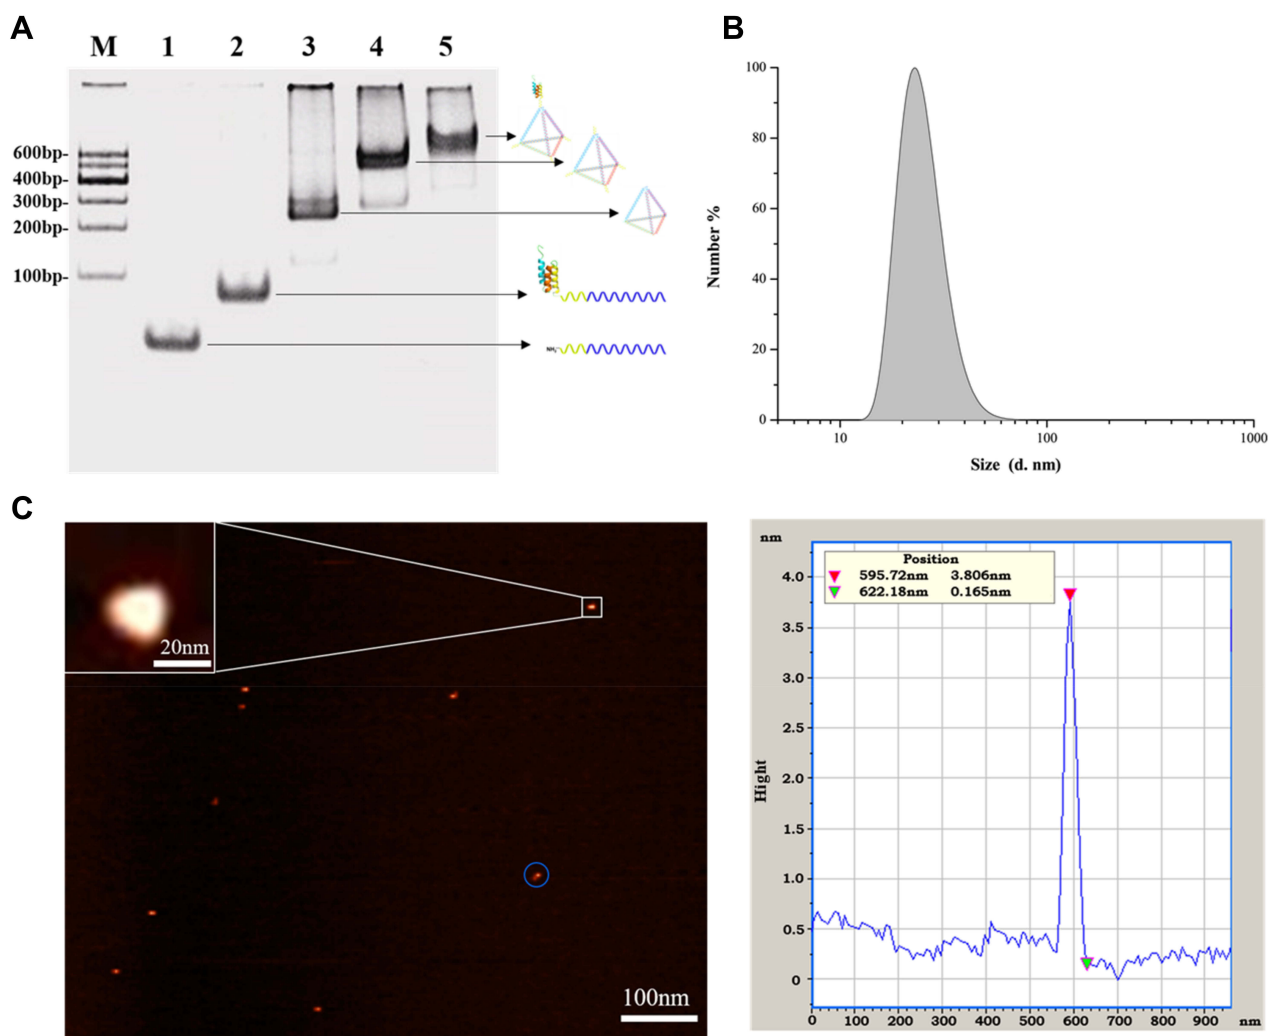 A
M 1 2 3 4 5
600bp-
400bp-
300bp-
200bp-
100bp-
NH₂
B
Number %
100
80
60
40
20
0
10 100 1000
Size (d. nm)
C
20nm
100nm
nm
Position
595.72nm 3.806nm
622.18nm 0.165nm
Hight
4.0
3.5
3.0
2.5
2.0
1.5
1.0
0.5
0
0 100 200 300 400 500 600 700 800 900 nm